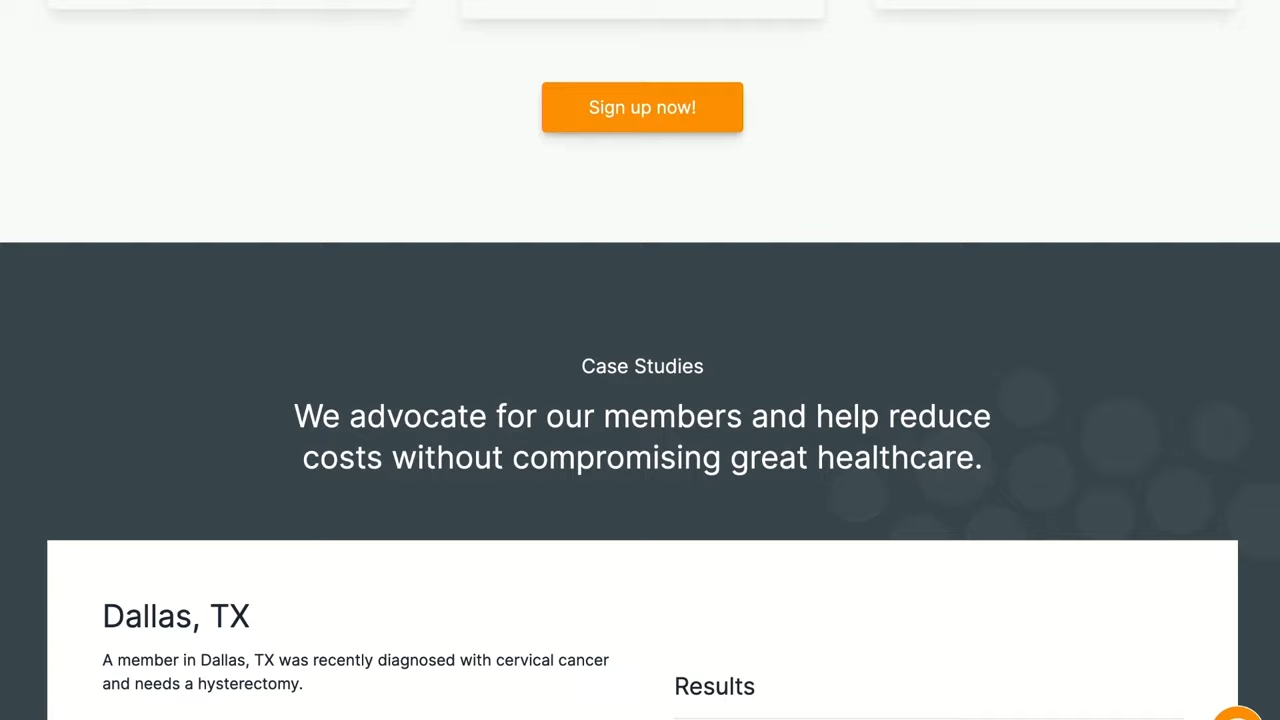 Sign up now!
Case Studies
We advocate for our members and help reduce
costs without compromising great healthcare.
Dallas, TX
A member in Dallas, TX was recently diagnosed with cervical cancer
and needs a hysterectomy.
Results